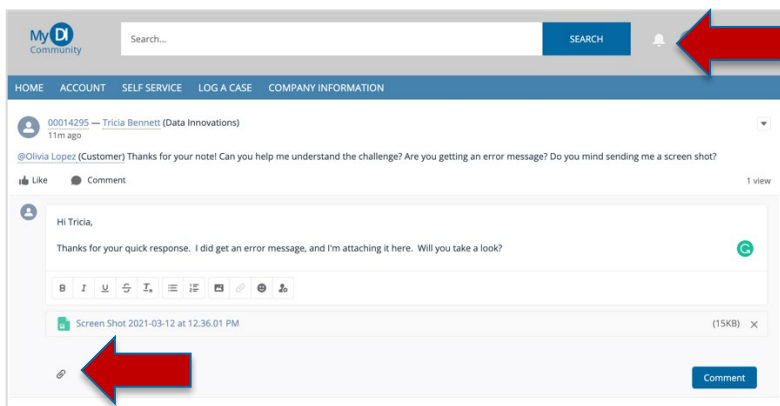 My DI
Community
Search...
SEARCH
HOME ACCOUNT SELF SERVICE LOG A CASE COMPANY INFORMATION
00014295 — Tricia Bennett (Data Innovations)
11m ago
@Olivia Lopez (Customer) Thanks for your note! Can you help me understand the challenge? Are you getting an error message? Do you mind sending me a screen shot?
Like Comment 1 view
Hi Tricia,
Thanks for your quick response. I did get an error message, and I'm attaching it here. Will you take a look?
B I U S Tx
Screen Shot 2021-03-12 at 12.36.01 PM (15KB)
Comment